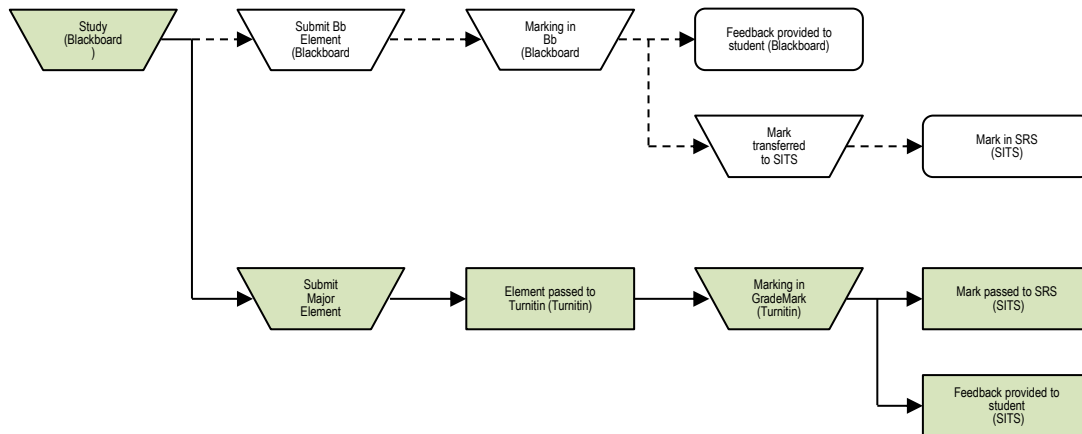 Study
(Blackboard
)
Submit Bb
Element
(Blackboard
Marking in
Bb
(Blackboard
Feedback provided to
student (Blackboard)
Mark
transferred
to SITS
Mark in SRS
(SITS)
Submit
Major
Element
Element passed to
Turnitin (Turnitin)
Marking in
GradeMark
(Turnitin)
Mark passed to SRS
(SITS)
Feedback provided to
student
(SITS)